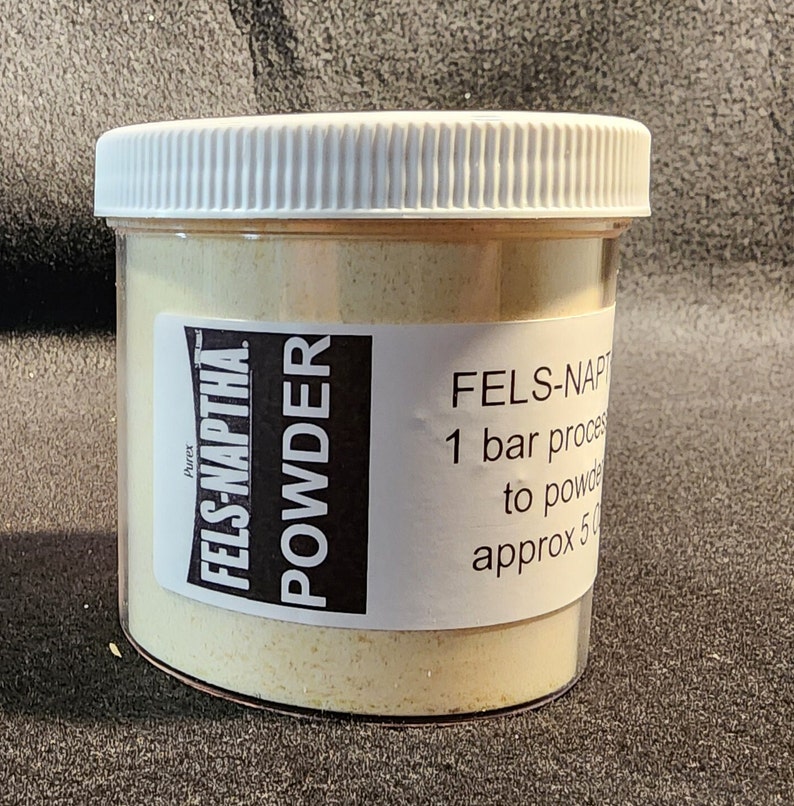 Purex
FELS-NAPTHA®
POWDER
FELS-NAPT
1 bar proces
to powde
approx 5